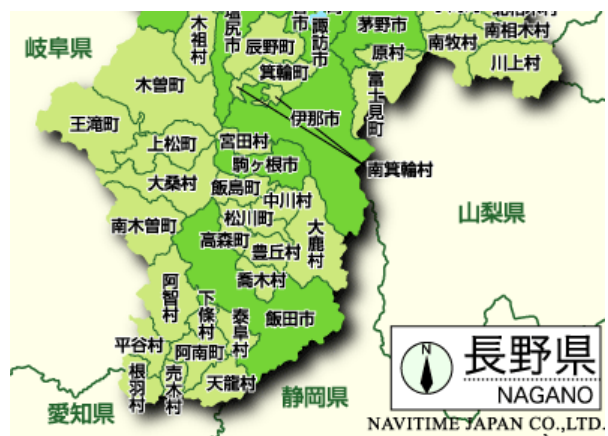 岐阜県
木祖村
塩尻市
辰野町
諏訪市
茅野市
原村
南牧村
南相木村
川上村
箕輪町
富士見町
木曽町
伊那市
王滝町
上松町
宮田村
駒ヶ根市
南箕輪村
大桑村
飯島町
中川村
南木曽町
松川町
大鹿村
山梨県
高森町
豊丘村
阿智村
喬木村
下條村
泰阜村
飯田市
平谷村
阿南町
根羽村
売木村
天龍村
愛知県
静岡県
N
長野県
NAGANO
NAVITIME JAPAN CO.,LTD.